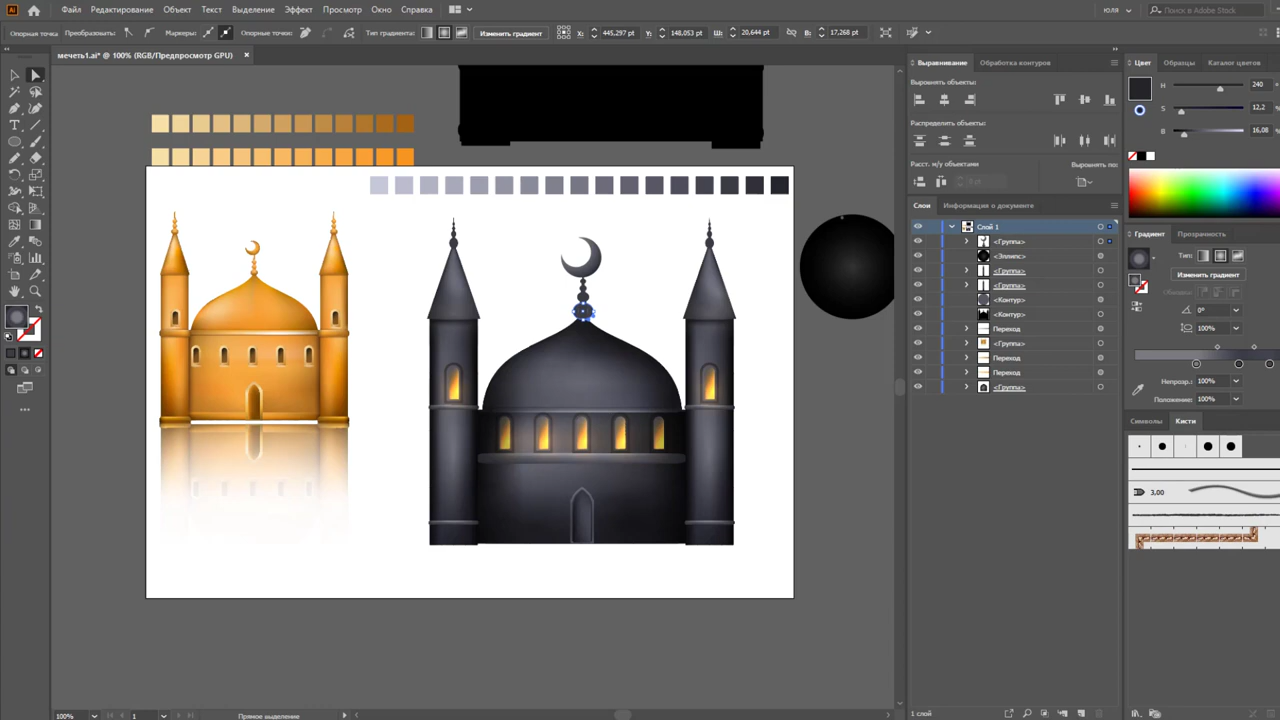 Ai Файл Редактирование Объект Текст Выделение Эффект Просмотр Окно Справка юля Поиск в Adobe Stock
Опорная точка Преобразовать: Маркеры: Опорные точки: Тип градиента: Изменить градиент X: 445,297 pt Y: 148,053 pt Ш: 20,644 pt В: 17,268 pt
мечеть1.ai* @ 100% (RGB/Предпросмотр GPU) ×
Выравнивание Обработка контуров
Выровнять объекты:
Распределить объекты:
Расст. м/у объектами Выровнять по:
0 pt
Цвет Образцы Каталог цветов
H 240 °
S 12,2 %
B 16,08 %
Слои Информация о документе
Слой 1
<Группа>
<Эллипс>
<Группа>
<Группа>
<Контур>
<Контур>
Переход
<Группа>
Переход
Переход
<Группа>
Градиент Прозрачность
Тип:
Изменить градиент
Обводка:
0°
100%
Непрозр.: 100%
Положение: 100%
Символы Кисти
3,00
100% 1 Прямое выделение
1 слой